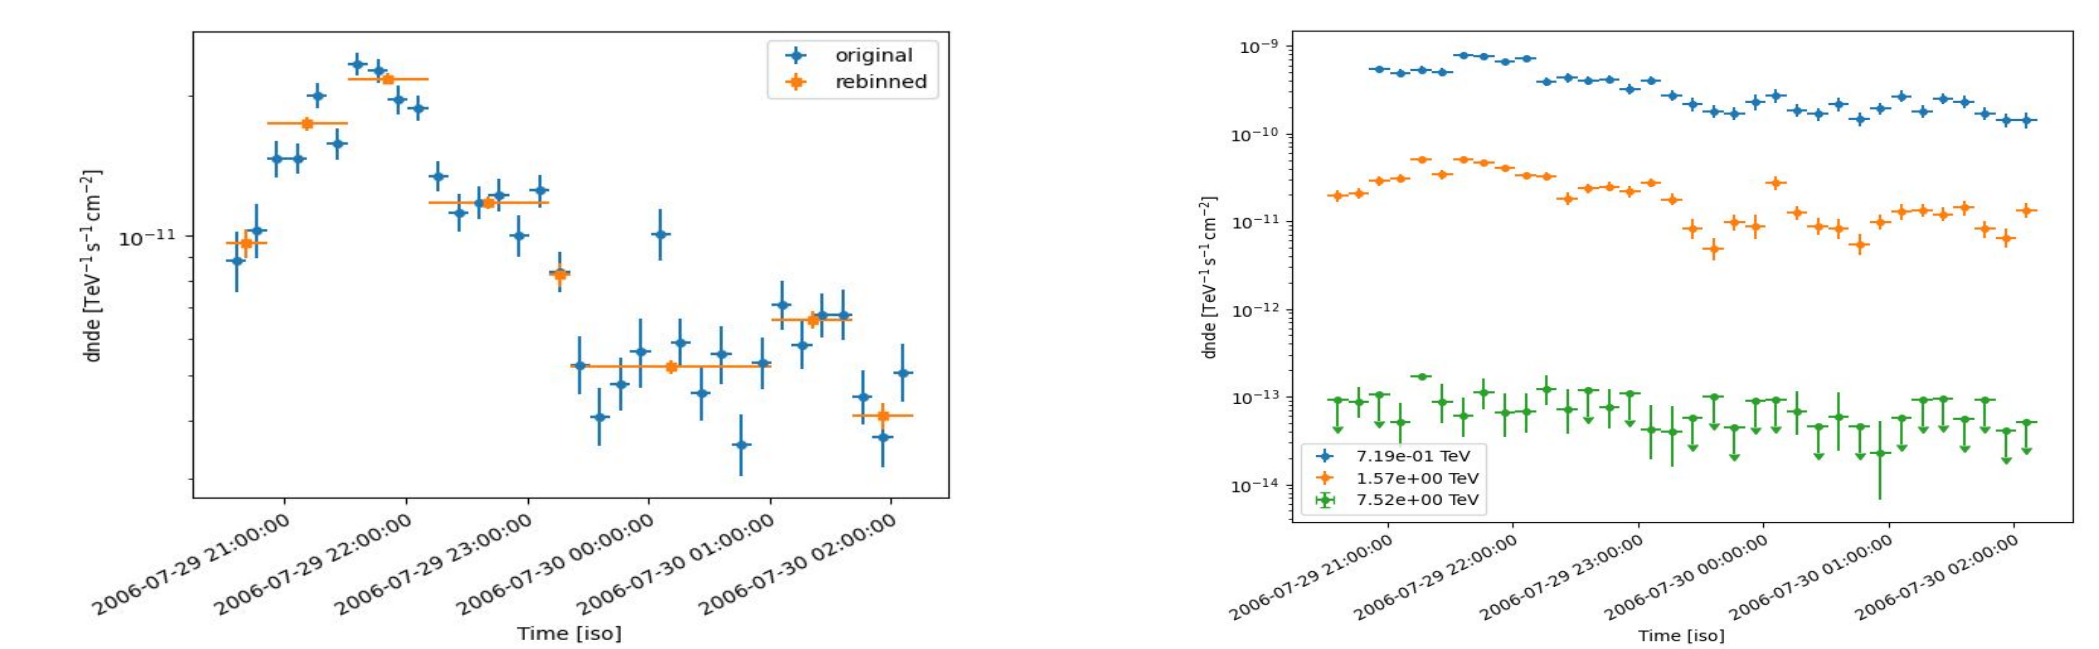 original
rebinned
10⁻¹¹
dnde [TeV⁻¹ s⁻¹ cm⁻²]
2006-07-29 21:00:00
2006-07-29 22:00:00
2006-07-29 23:00:00
2006-07-30 00:00:00
2006-07-30 01:00:00
2006-07-30 02:00:00
Time [iso]
10⁻⁹
10⁻¹⁰
10⁻¹¹
10⁻¹²
10⁻¹³
10⁻¹⁴
dnde [TeV⁻¹ s⁻¹ cm⁻²]
7.19e-01 TeV
1.57e+00 TeV
7.52e+00 TeV
2006-07-29 21:00:00
2006-07-29 22:00:00
2006-07-29 23:00:00
2006-07-30 00:00:00
2006-07-30 01:00:00
2006-07-30 02:00:00
Time [iso]